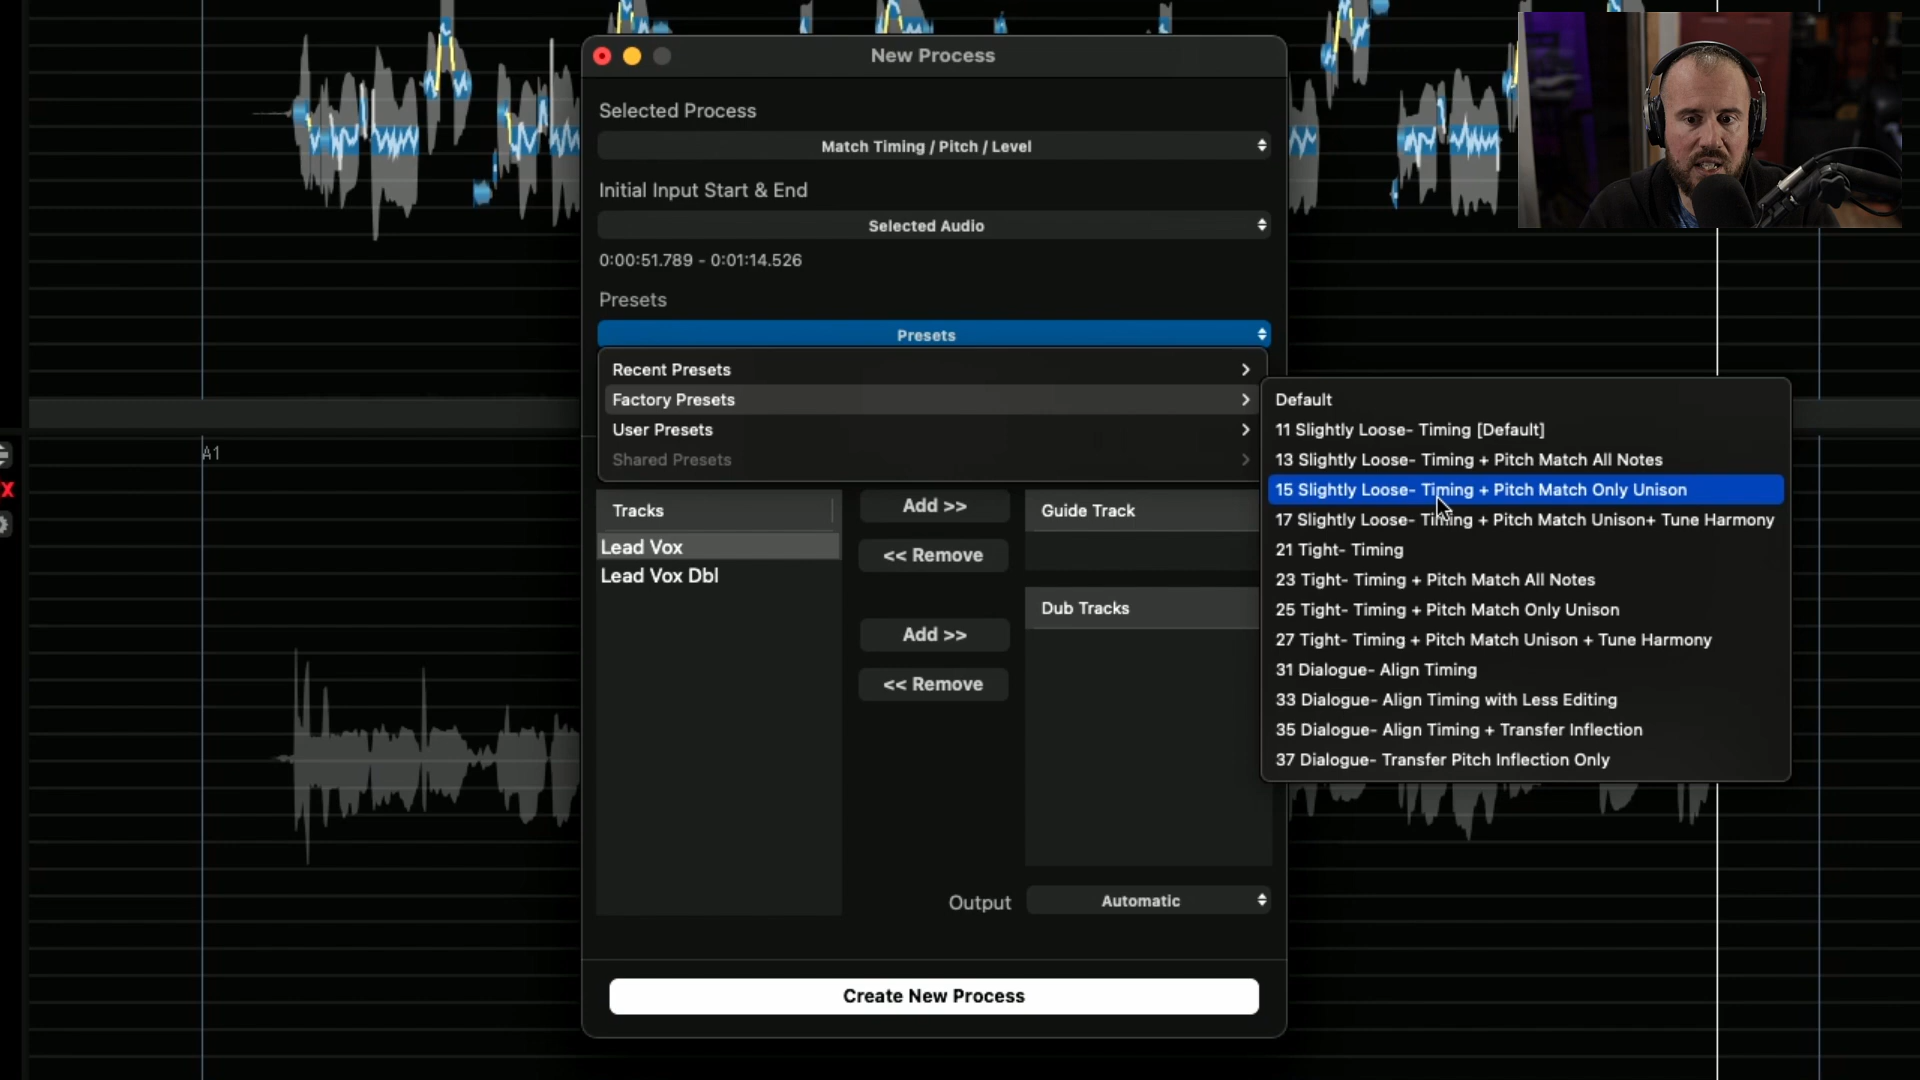 New Process
Selected Process
Match Timing / Pitch / Level
Initial Input Start & End
Selected Audio
0:00:51.789 - 0:01:14.526
Presets
Presets
Recent Presets
Factory Presets
User Presets
Shared Presets
Default
11 Slightly Loose- Timing [Default]
13 Slightly Loose- Timing + Pitch Match All Notes
15 Slightly Loose- Timing + Pitch Match Only Unison
17 Slightly Loose- Timing + Pitch Match Unison+ Tune Harmony
21 Tight- Timing
23 Tight- Timing + Pitch Match All Notes
25 Tight- Timing + Pitch Match Only Unison
27 Tight- Timing + Pitch Match Unison + Tune Harmony
31 Dialogue- Align Timing
33 Dialogue- Align Timing with Less Editing
35 Dialogue- Align Timing + Transfer Inflection
37 Dialogue- Transfer Pitch Inflection Only
A1
X
Tracks
Lead Vox
Lead Vox Dbl
Add >>
<< Remove
Add >>
<< Remove
Guide Track
Dub Tracks
Output
Automatic
Create New Process